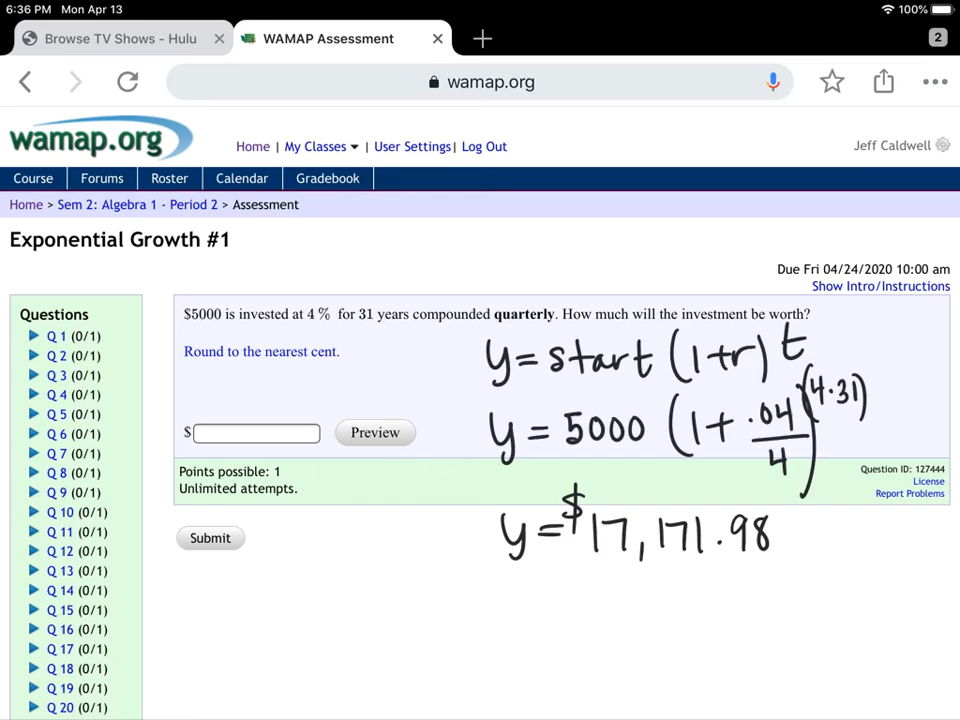 6:36 PM Mon Apr 13 100%
Browse TV Shows - Hulu × WAMAP Assessment × + 2
wamap.org
wamap.org Home | My Classes | User Settings | Log Out Jeff Caldwell
Course Forums Roster Calendar Gradebook
Home > Sem 2: Algebra 1 - Period 2 > Assessment
Exponential Growth #1
Due Fri 04/24/2020 10:00 am
Show Intro/Instructions
Questions
Q 1 (0/1)
Q 2 (0/1)
Q 3 (0/1)
Q 4 (0/1)
Q 5 (0/1)
Q 6 (0/1)
Q 7 (0/1)
Q 8 (0/1)
Q 9 (0/1)
Q 10 (0/1)
Q 11 (0/1)
Q 12 (0/1)
Q 13 (0/1)
Q 14 (0/1)
Q 15 (0/1)
Q 16 (0/1)
Q 17 (0/1)
Q 18 (0/1)
Q 19 (0/1)
Q 20 (0/1)
$5000 is invested at 4 % for 31 years compounded quarterly. How much will the investment be worth?
Round to the nearest cent.
y = start (1+r) t
$ Preview
y = 5000 (1 + .04/4)(4·31)
Points possible: 1
Unlimited attempts.
Question ID: 127444
License
Report Problems
Submit
y = $17,171.98